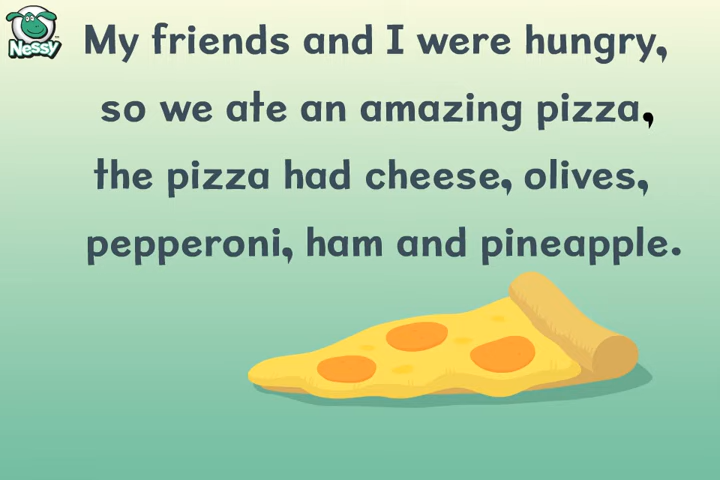 Nessy
My friends and I were hungry,
so we ate an amazing pizza,
the pizza had cheese, olives,
pepperoni, ham and pineapple.